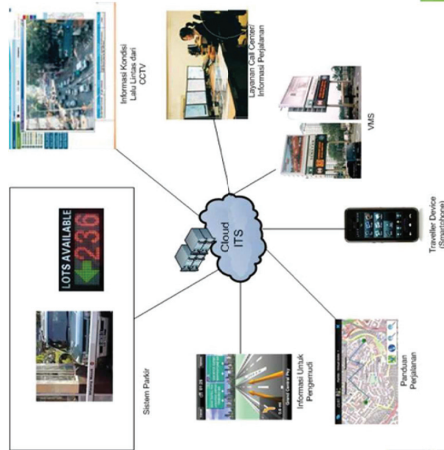 Informasi Kondisi
Lalu Lintas dari
CCTV
Layanan Call Center/
Informasi Perjalanan
VMS
LOTS AVAILABLE
236
Sistem Parkir
Cloud
ITS
Traveller Device
(Smartphone)
Informasi Untuk
Pengemudi
Panduan
Perjalanan